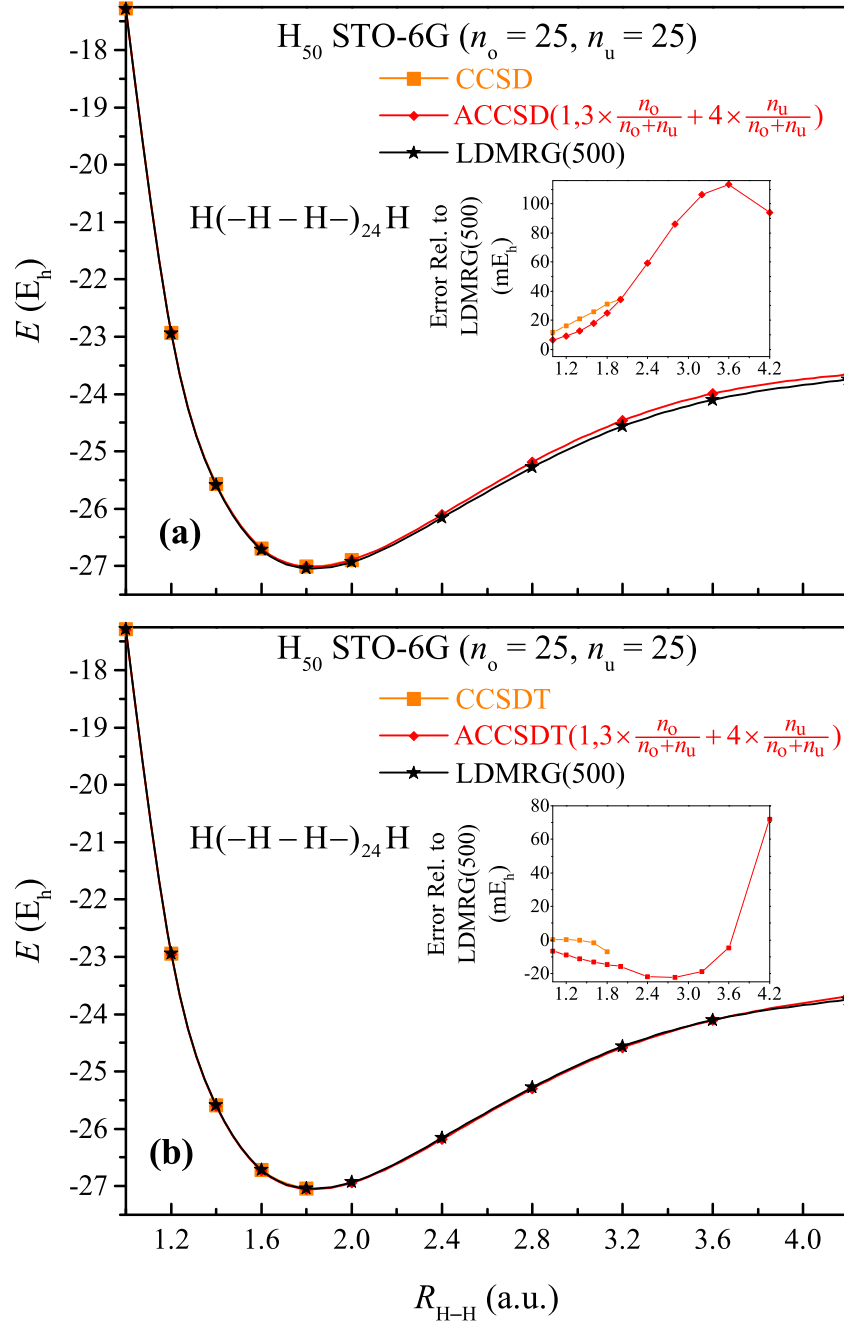 H₅₀ STO-6G (nₒ = 25, nᵤ = 25)
CCSD
ACCSD(1,3 × nₒ/(nₒ+nᵤ) + 4 × nᵤ/(nₒ+nᵤ))
LDMRG(500)
H(–H – H–)₂₄H
E (Eₕ)
-18
-19
-20
-21
-22
-23
-24
-25
-26
-27
Error Rel. to
LDMRG(500)
(mEₕ)
100
80
60
40
20
0
1.2 1.8 2.4 3.0 3.6 4.2
(a)
H₅₀ STO-6G (nₒ = 25, nᵤ = 25)
CCSDT
ACCSDT(1,3 × nₒ/(nₒ+nᵤ) + 4 × nᵤ/(nₒ+nᵤ))
LDMRG(500)
H(–H – H–)₂₄H
E (Eₕ)
-18
-19
-20
-21
-22
-23
-24
-25
-26
-27
Error Rel. to
LDMRG(500)
(mEₕ)
80
60
40
20
0
-20
1.2 1.8 2.4 3.0 3.6 4.2
(b)
1.2 1.6 2.0 2.4 2.8 3.2 3.6 4.0
R_H–H (a.u.)